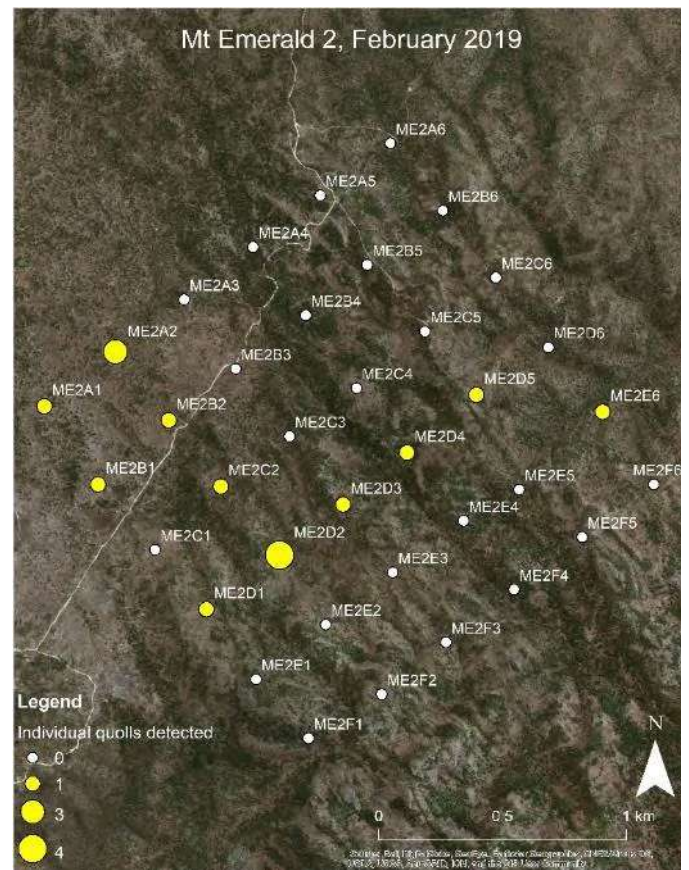 Mt Emerald 2, February 2019
ME2A6
ME2A5
ME2B6
ME2A4
ME2B5
ME2C6
ME2A3
ME2B4
ME2C5
ME2D6
ME2A2
ME2B3
ME2C4
ME2D5
ME2E6
ME2A1
ME2B2
ME2C3
ME2D4
ME2B1
ME2C2
ME2D3
ME2E5
ME2F6
ME2C1
ME2D2
ME2E4
ME2F5
ME2D1
ME2E3
ME2F4
ME2E2
ME2F3
ME2E1
ME2F2
ME2F1
Legend
Individual quolls detected
0
1
3
4
N
0 0.5 1 km